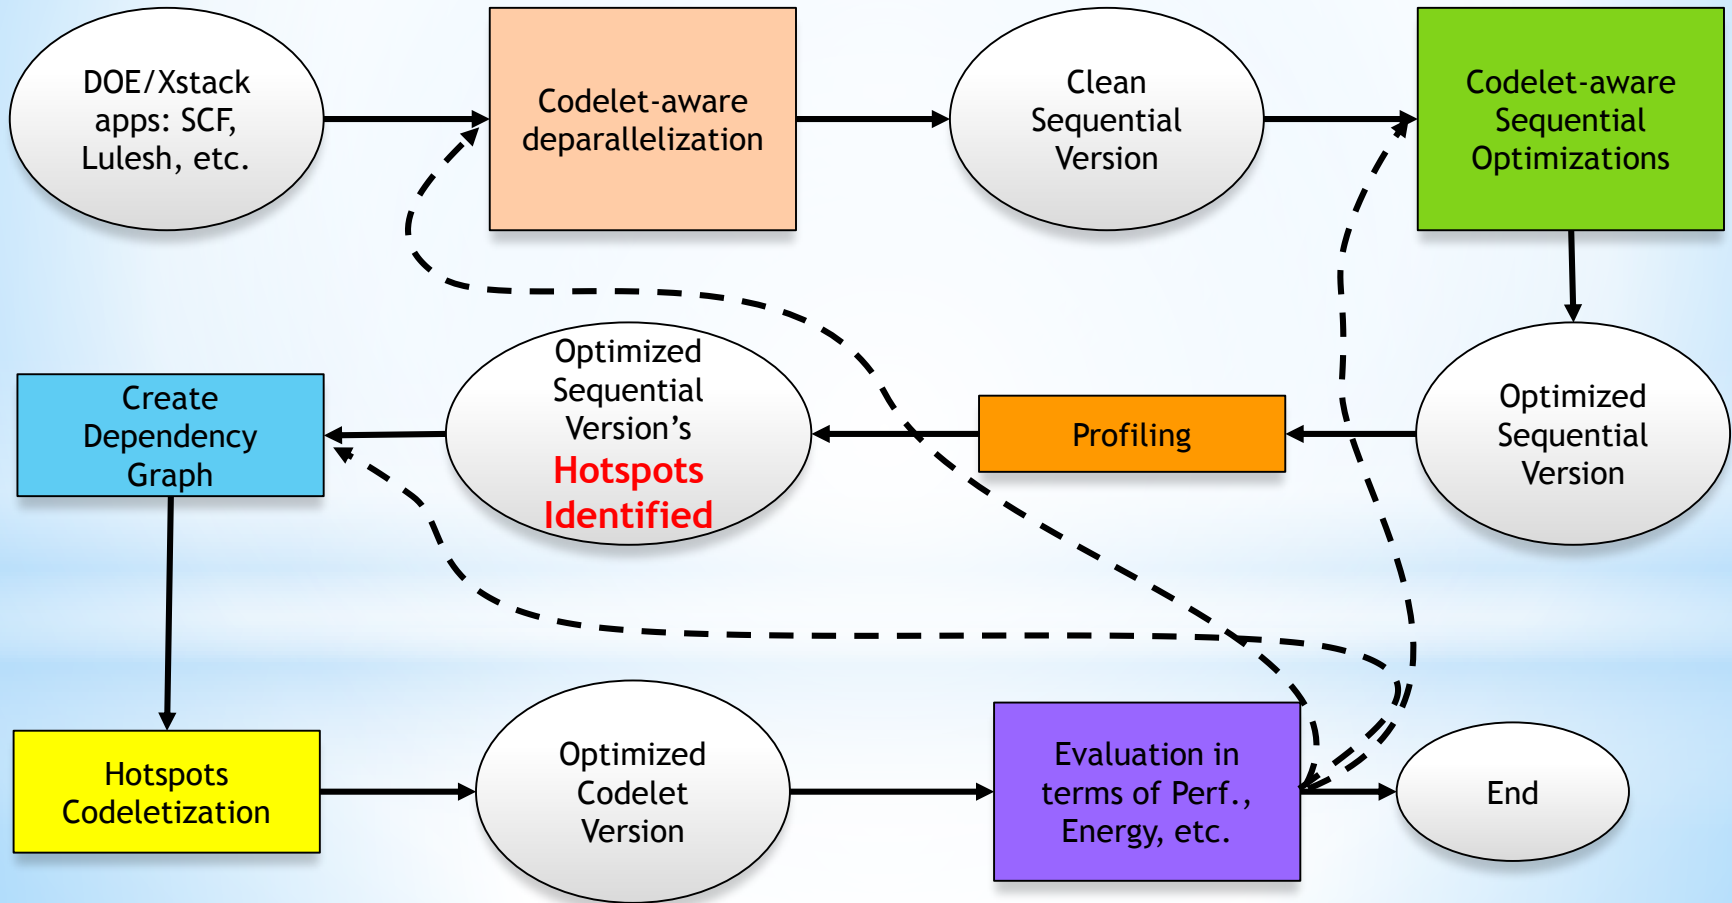 DOE/Xstack
apps: SCF,
Lulesh, etc.
Codelet-aware
deparallelization
Clean
Sequential
Version
Codelet-aware
Sequential
Optimizations
Create
Dependency
Graph
Optimized
Sequential
Version’s
Hotspots
Identified
Profiling
Optimized
Sequential
Version
Hotspots
Codeletization
Optimized
Codelet
Version
Evaluation in
terms of Perf.,
Energy, etc.
End